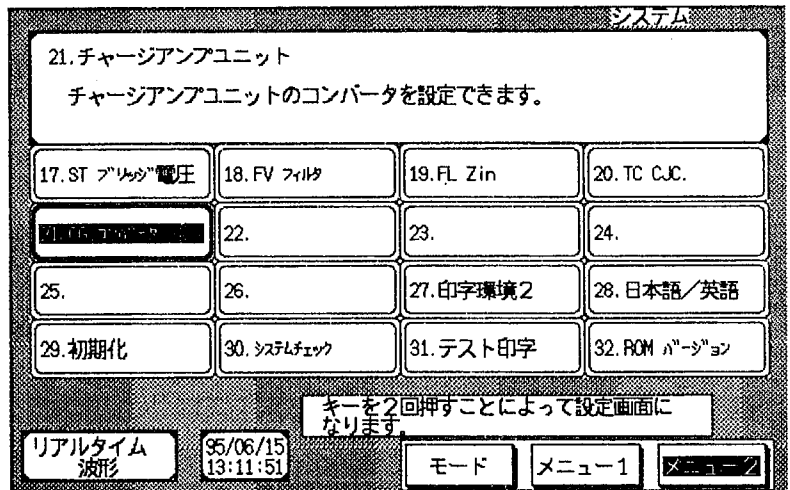 システム
21.チャージアンプユニット
チャージアンプユニットのコンバータを設定できます。
17.ST ブリッジ電圧
18.FV フィルタ
19.FL Zin
20.TC CJC.
22.
23.
24.
25.
26.
27.印字環境2
28.日本語/英語
29.初期化
30.システムチェック
31.テスト印字
32.ROM バージョン
キーを2回押すことによって設定画面に
なります。
リアルタイム
波形
95/06/15
13:11:51
モード
メニュー1
メニュー2